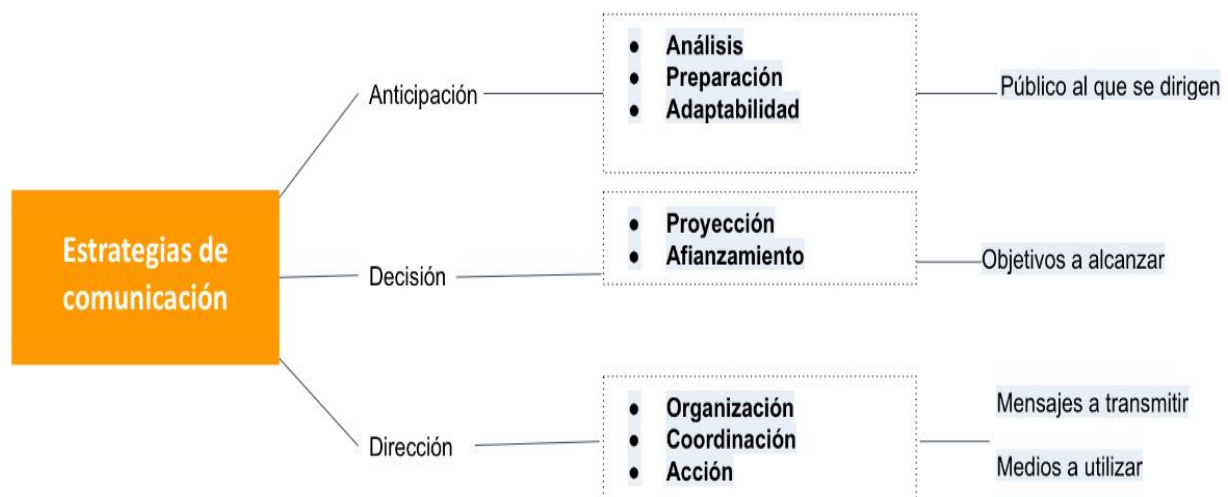 Estrategias de
comunicación
Anticipación
● Análisis
● Preparación
● Adaptabilidad
Público al que se dirigen
Decisión
● Proyección
● Afianzamiento
Objetivos a alcanzar
Dirección
● Organización
● Coordinación
● Acción
Mensajes a transmitir
Medios a utilizar